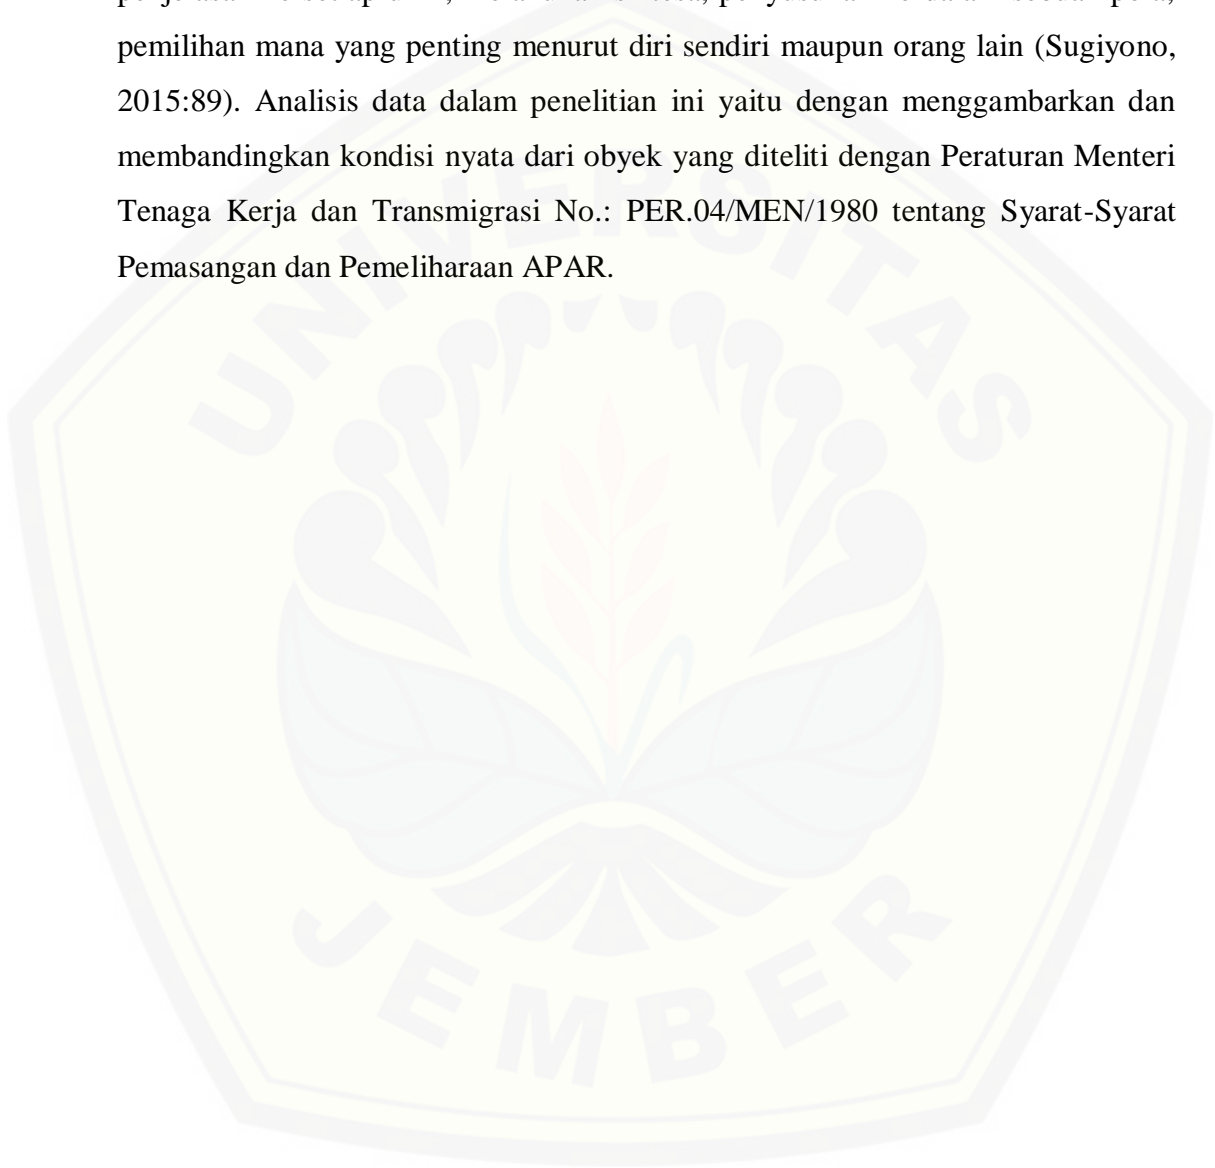 pemilihan mana yang penting menurut diri sendiri maupun orang lain (Sugiyono,
2015:89). Analisis data dalam penelitian ini yaitu dengan menggambarkan dan
membandingkan kondisi nyata dari obyek yang diteliti dengan Peraturan Menteri
Tenaga Kerja dan Transmigrasi No.: PER.04/MEN/1980 tentang Syarat-Syarat
Pemasangan dan Pemeliharaan APAR.
UNIVERSITAS
JEMBER